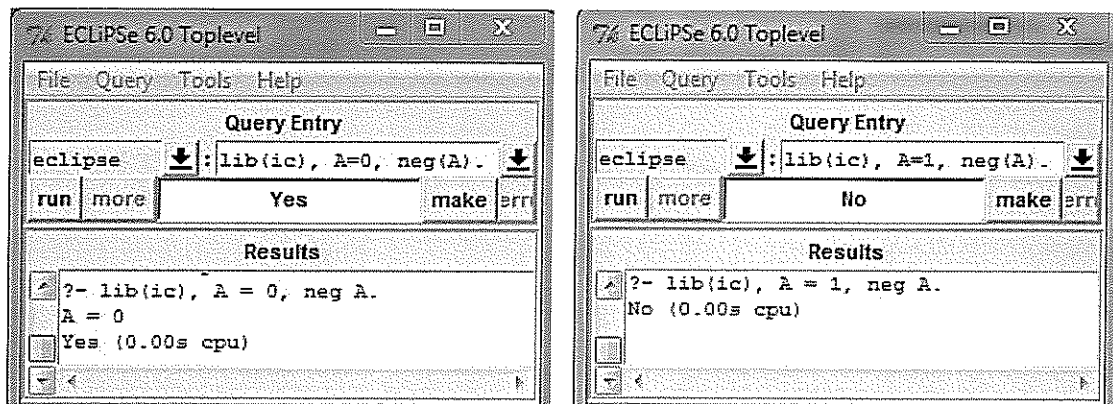 ECLiPSe 6.0 Toplevel
File Query Tools Help
Query Entry
eclipse : lib(ic), A=0, neg(A).
run more Yes make err
Results
?- lib(ic), A = 0, neg A.
A = 0
Yes (0.00s cpu)
ECLiPSe 6.0 Toplevel
File Query Tools Help
Query Entry
eclipse : lib(ic), A=1, neg(A).
run more No make err
Results
?- lib(ic), A = 1, neg A.
No (0.00s cpu)